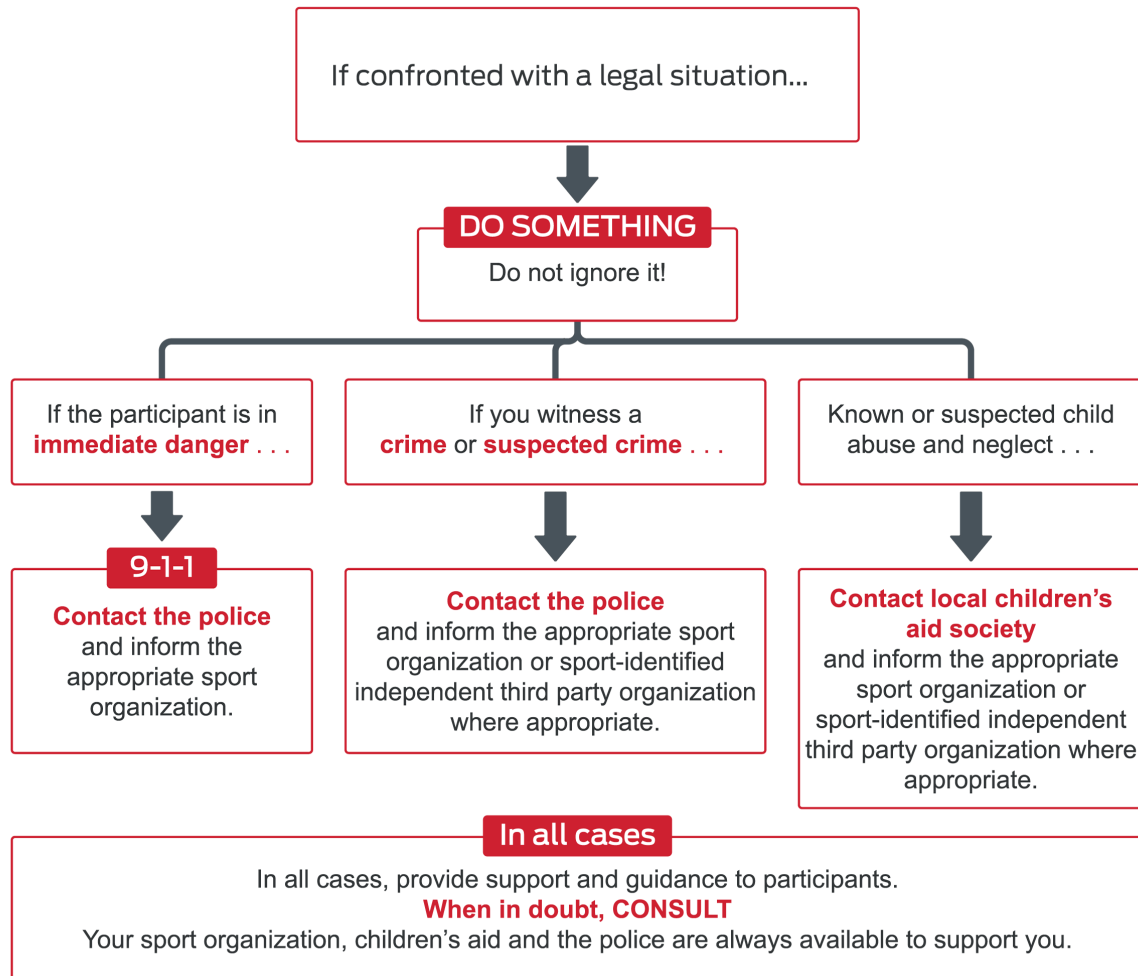 If confronted with a legal situation...
DO SOMETHING
Do not ignore it!
If the participant is in
immediate danger . . .
If you witness a
crime or suspected crime . . .
Known or suspected child
abuse and neglect . . .
9-1-1
Contact the police
and inform the
appropriate sport
organization.
Contact the police
and inform the appropriate sport
organization or sport-identified
independent third party organization
where appropriate.
Contact local children’s
aid society
and inform the appropriate
sport organization or
sport-identified independent
third party organization where
appropriate.
In all cases
In all cases, provide support and guidance to participants.
When in doubt, CONSULT
Your sport organization, children’s aid and the police are always available to support you.